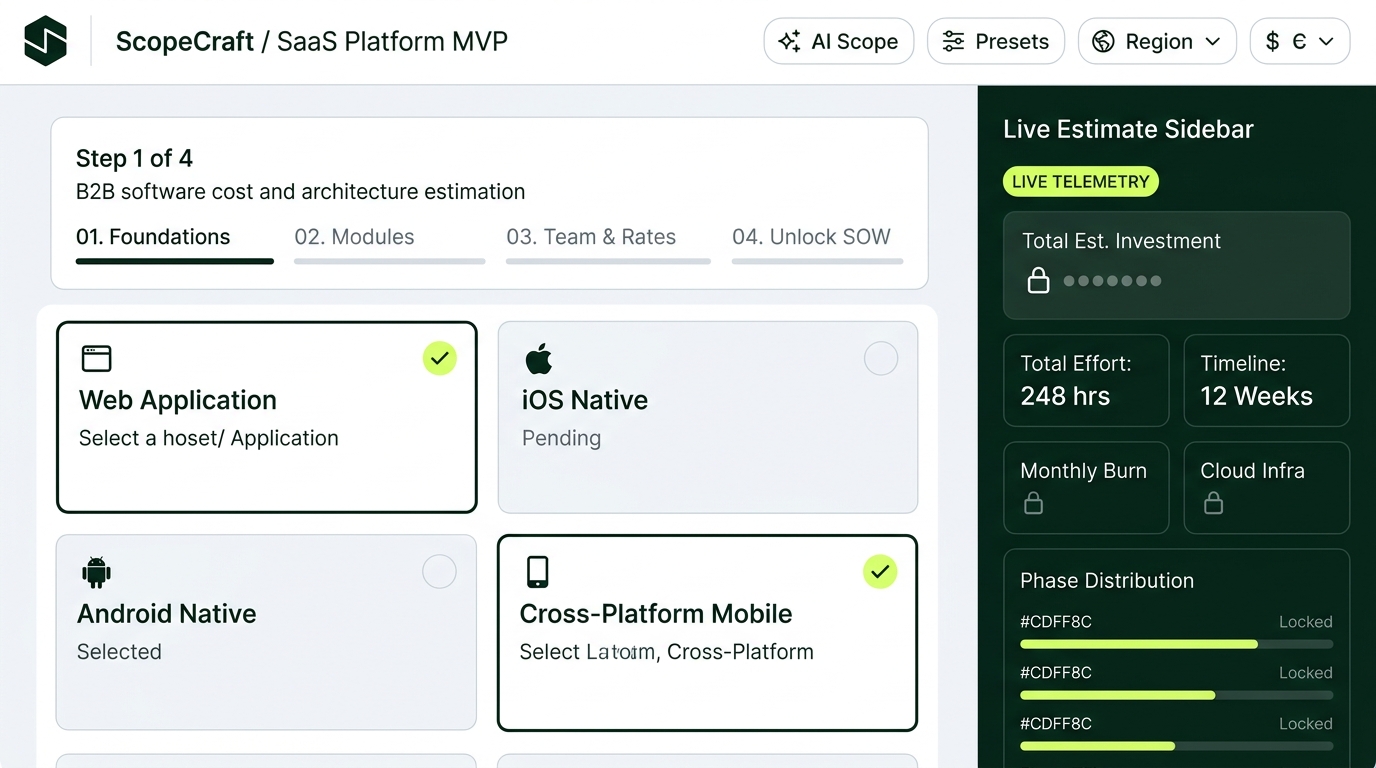 ScopeCraft / SaaS Platform MVP
AI Scope
Presets
Region
$ €
Step 1 of 4
B2B software cost and architecture estimation
01. Foundations
02. Modules
03. Team & Rates
04. Unlock SOW
Web Application
Select a hoset/ Application
iOS Native
Pending
Android Native
Selected
Cross-Platform Mobile
Select , Cross-Platform
Live Estimate Sidebar
LIVE TELEMETRY
Total Est. Investment
Total Effort:
248 hrs
Timeline:
12 Weeks
Monthly Burn
Cloud Infra
Phase Distribution
#CDFF8C Locked
#CDFF8C Locked
#CDFF8C Locked